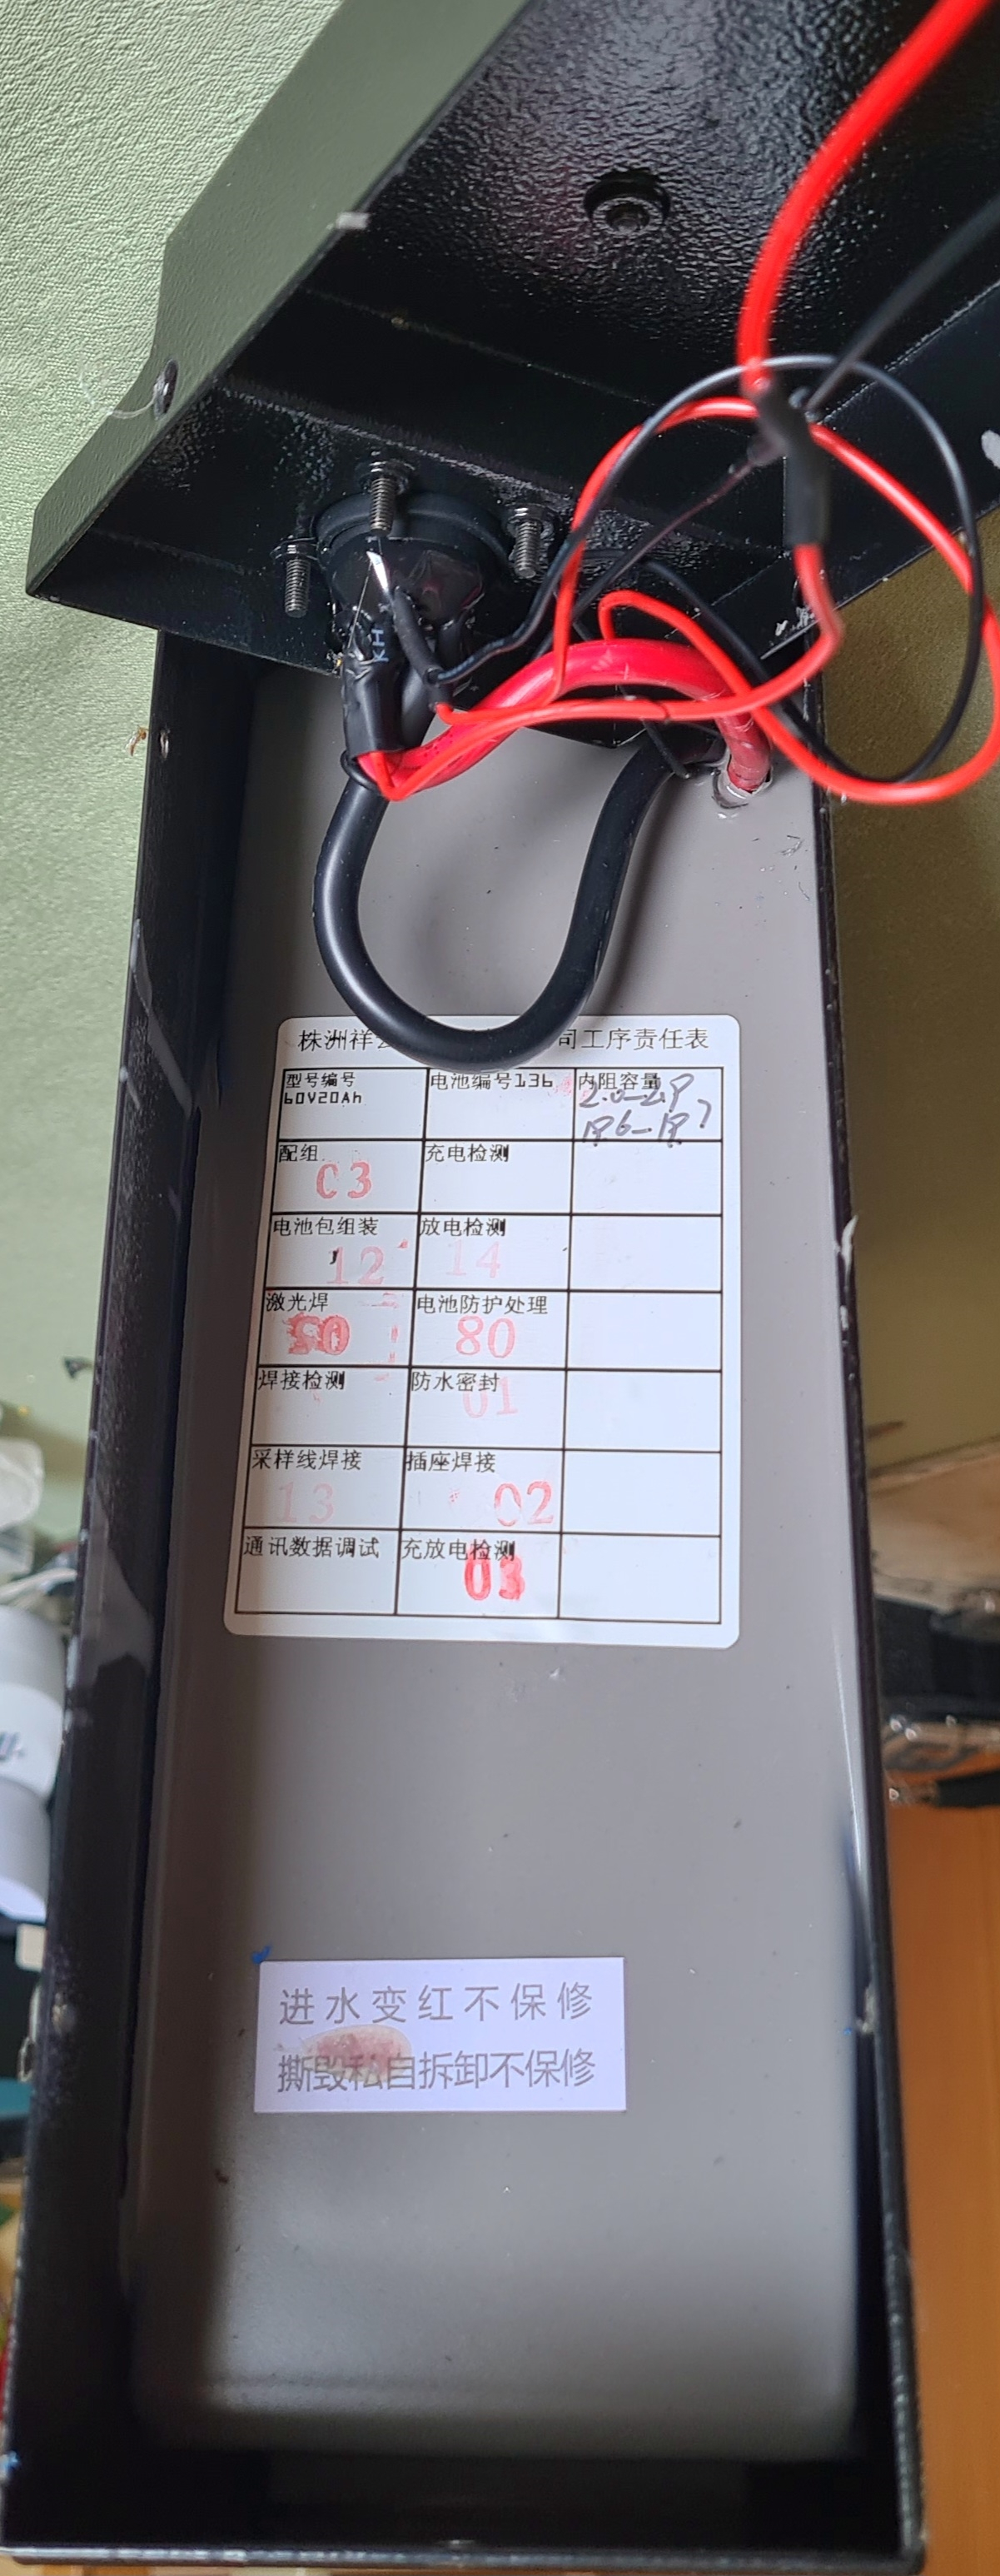 KH
株洲祥
司工序责任表
型号编号
60V20Ah
电池编号136
内阻容量
配组
03
充电检测
电池包组装
12
放电检测
14
激光焊
电池防护处理
08
焊接检测
防水密封
01
采样线焊接
13
插座焊接
02
通讯数据调试
充放电检测
03
进水变红不保修
撕毁私自拆卸不保修